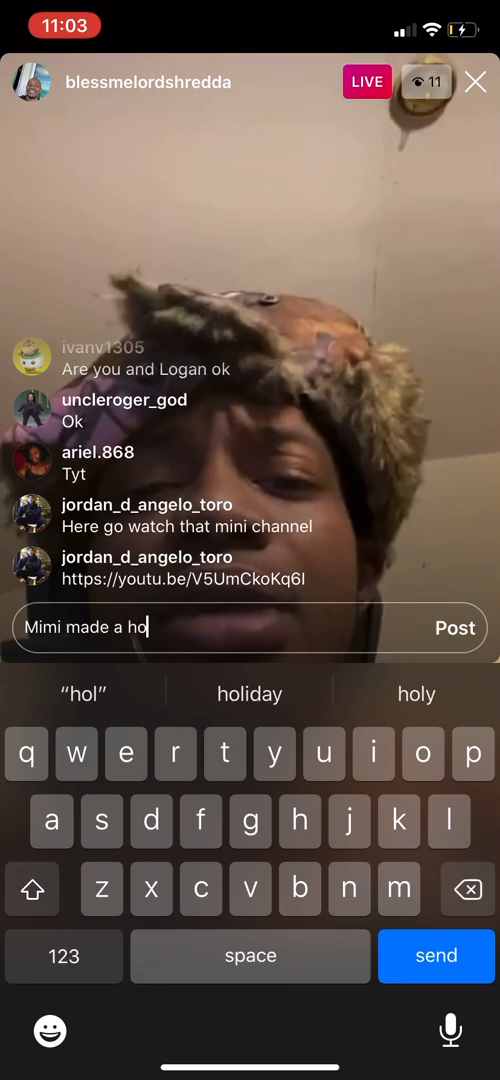 11:03
blessmelordshredda
LIVE
11
ivanv1305
Are you and Logan ok
uncleroger_god
Ok
ariel.868
Tyt
jordan_d_angelo_toro
Here go watch that mini channel
jordan_d_angelo_toro
https://youtu.be/V5UmCkoKq6I
Mimi made a ho
Post
“hol” holiday holy
q w e r t y u i o p
a s d f g h j k l
z x c v b n m
123 space send